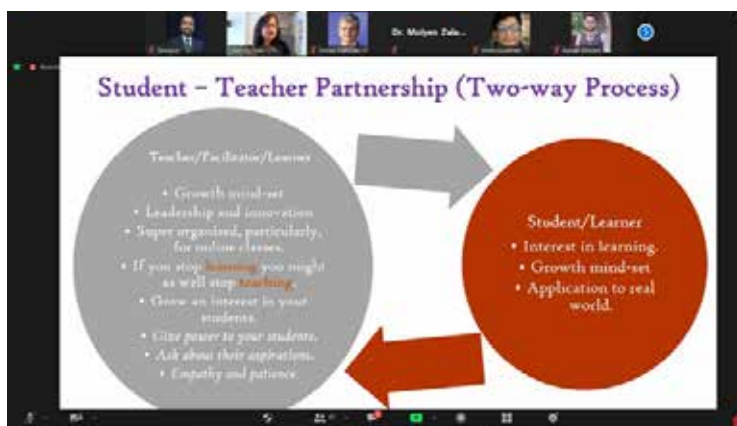 Dr. Molyen Zala...
Student – Teacher Partnership (Two-way Process)
Teacher/Facilitator/Learner
• Growth mind-set
• Leadership and innovation
• Super organised, particularly,
for online classes.
• If you stop learning you might
as well stop teaching.
• Grow an interest in your
students.
• Give power to your students.
• Ask about their aspirations.
• Empathy and patience
Student/Learner
• Interest in learning.
• Growth mind-set
• Application to real
world.